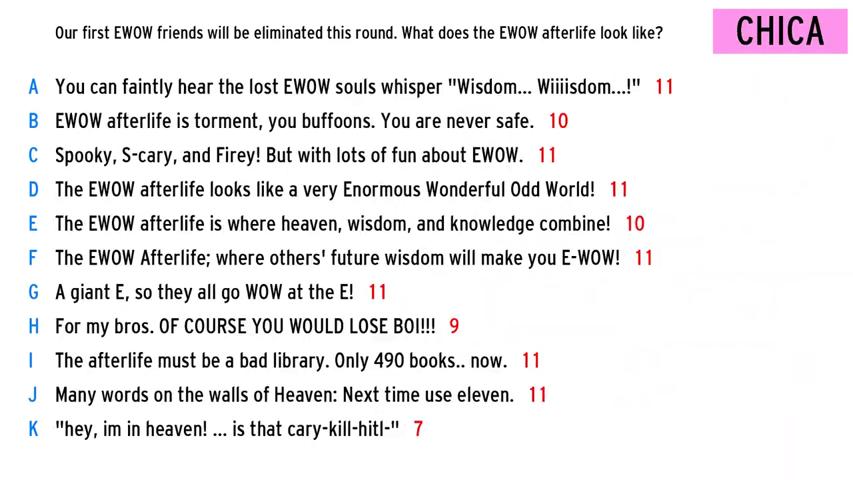 Our first EWOW friends will be eliminated this round. What does the EWOW afterlife look like?
CHICA
A You can faintly hear the lost EWOW souls whisper "Wisdom... Wiiiisdom...!" 11
B EWOW afterlife is torment, you buffoons. You are never safe. 10
C Spooky, S-cary, and Firey! But with lots of fun about EWOW. 11
D The EWOW afterlife looks like a very Enormous Wonderful Odd World! 11
E The EWOW afterlife is where heaven, wisdom, and knowledge combine! 10
F The EWOW Afterlife; where others' future wisdom will make you E-WOW! 11
G A giant E, so they all go WOW at the E! 11
H For my bros. OF COURSE YOU WOULD LOSE BOI!!! 9
I The afterlife must be a bad library. Only 490 books.. now. 11
J Many words on the walls of Heaven: Next time use eleven. 11
K "hey, im in heaven! ... is that cary-kill-hitl-" 7